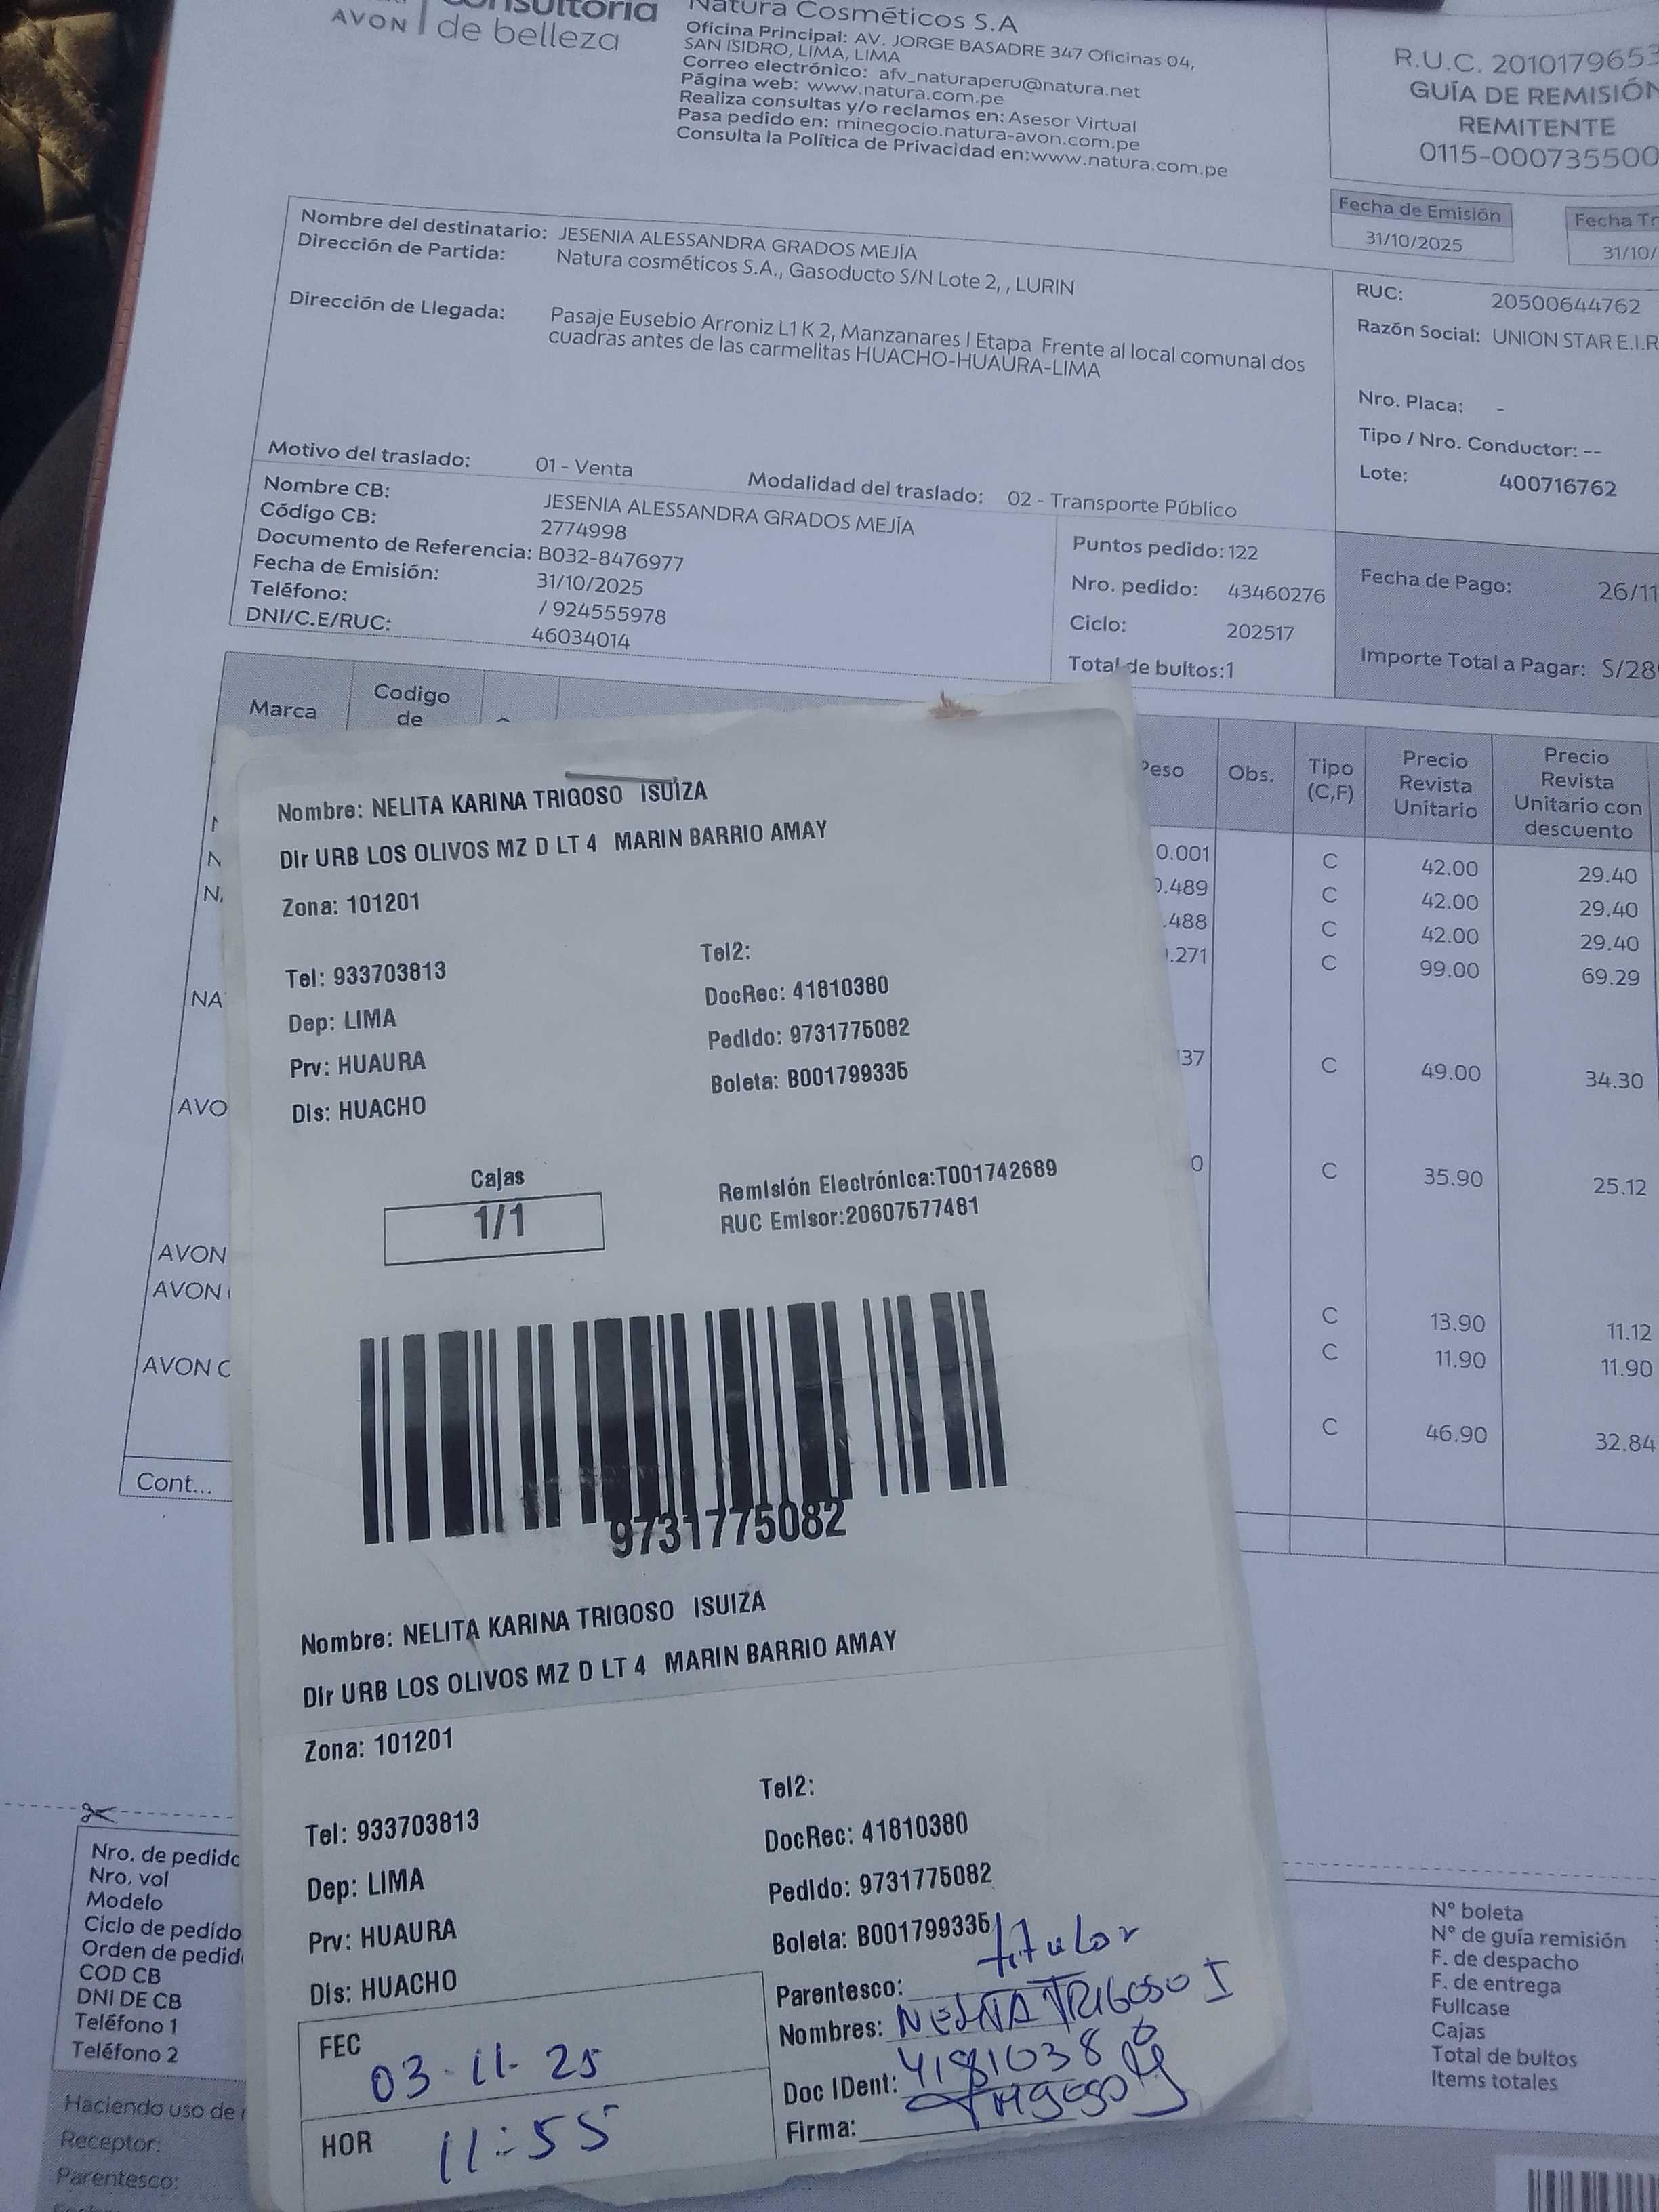 AVON de belleza
Natura Cosméticos S.A
Oficina Principal: AV. JORGE BASADRE 347 Oficinas 04,
SAN ISIDRO, LIMA, LIMA
Correo electrónico: afv_naturaperu@natura.net
Página web: www.natura.com.pe
Realiza consultas y/o reclamos en: Asesor Virtual
Pasa pedido en: minegocio.natura-avon.com.pe
Consulta la Política de Privacidad en:www.natura.com.pe
R.U.C. 2010179653
GUÍA DE REMISIÓN
REMITENTE
0115-000735500
Fecha de Emisión
31/10/2025
Fecha Tr
31/10/
Nombre del destinatario: JESENIA ALESSANDRA GRADOS MEJÍA
Dirección de Partida: Natura cosméticos S.A., Gasoducto S/N Lote 2, , LURIN
Dirección de Llegada: Pasaje Eusebio Arroniz L1 K 2, Manzanares I Etapa Frente al local comunal dos
cuadras antes de las carmelitas HUACHO-HUAURA-LIMA
RUC: 20500644762
Razón Social: UNION STAR E.I.R
Nro. Placa: -
Tipo / Nro. Conductor: --
Lote: 400716762
Motivo del traslado: 01 - Venta Modalidad del traslado: 02 - Transporte Público
Nombre CB: JESENIA ALESSANDRA GRADOS MEJÍA
Código CB: 2774998
Documento de Referencia: B032-8476977
Fecha de Emisión: 31/10/2025
Teléfono: / 924555978
DNI/C.E/RUC: 46034014
Puntos pedido: 122
Nro. pedido: 43460276
Ciclo: 202517
Total de bultos:1
Fecha de Pago: 26/11
Importe Total a Pagar: S/28
Marca
Codigo
de
Peso
Obs.
Tipo
(C,F)
Precio
Revista
Unitario
Precio
Revista
Unitario con
descuento
0.001 C 42.00 29.40
.489 C 42.00 29.40
.488 C 42.00 29.40
.271 C 99.00 69.29
NA
37 C 49.00 34.30
AVO
0 C 35.90 25.12
AVON
C 13.90 11.12
AVON
C 11.90 11.90
AVON C
C 46.90 32.84
Cont...
Nombre: NELITA KARINA TRIGOSO ISUIZA
Dir URB LOS OLIVOS MZ D LT 4 MARIN BARRIO AMAY
Zona: 101201
Tel: 933703813
Tel2:
DocRec: 41810380
Dep: LIMA
Pedido: 9731775082
Prv: HUAURA
Boleta: B001799335
Dis: HUACHO
Cajas
1/1
Remisión Electrónica:T001742689
RUC Emisor:20607577481
9731775082
Nombre: NELITA KARINA TRIGOSO ISUIZA
Dir URB LOS OLIVOS MZ D LT 4 MARIN BARRIO AMAY
Zona: 101201
Tel: 933703813
Tel2:
DocRec: 41810380
Dep: LIMA
Pedido: 9731775082
Prv: HUAURA
Boleta: B001799335
Dis: HUACHO
Parentesco: titular
Nombres: NELITA TRIGOSO I
Doc IDent: 41810380
Firma: Trigoso
FEC 03-11-25
HOR 11:55
Nro. de pedido
Nro. vol
Modelo
Ciclo de pedido
Orden de pedid
COD CB
DNI DE CB
Teléfono 1
Teléfono 2
Haciendo uso de
Receptor:
Parentesco:
N° boleta
N° de guía remisión
F. de despacho
F. de entrega
Fullcase
Cajas
Total de bultos
Items totales